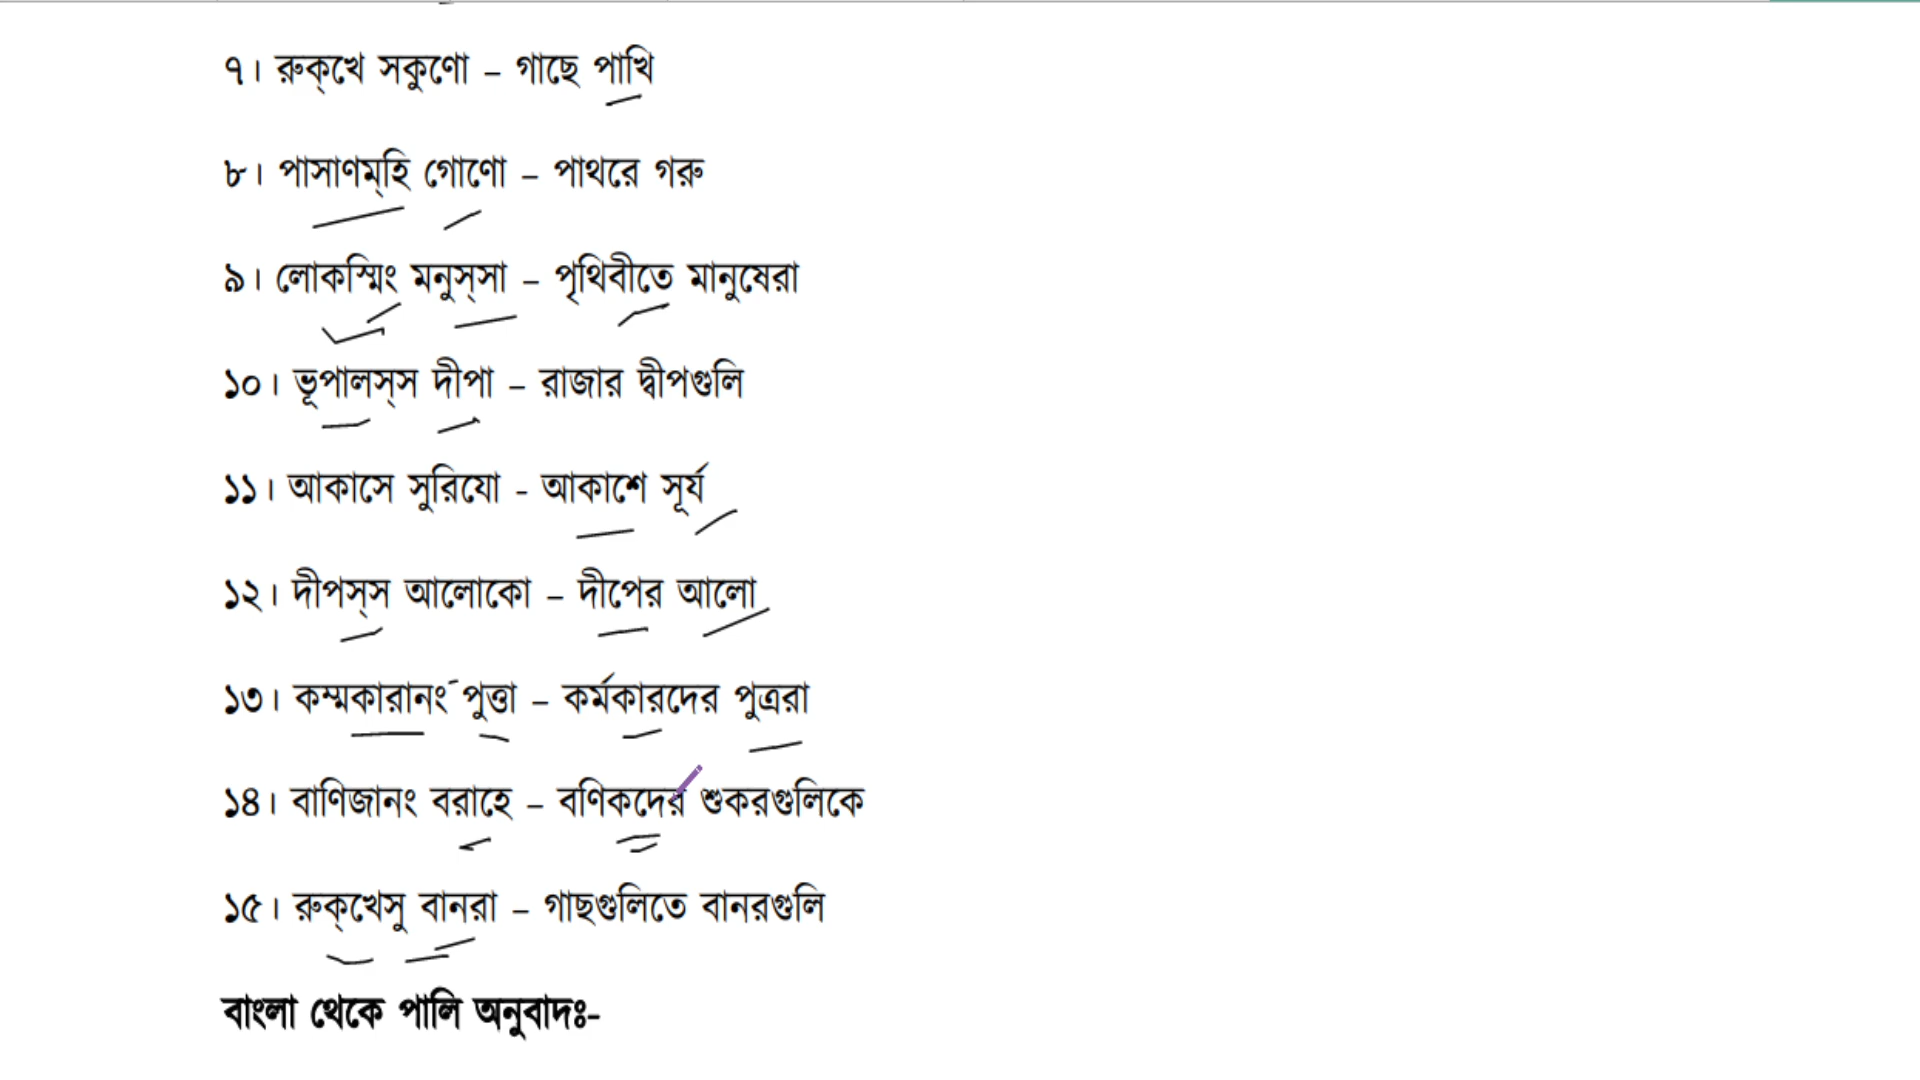 ৭। রুক্‌খে সকুণো – গাছে পাখি
৮। পাসাণম্‌হি গোণো – পাথরে গরু
৯। লোকস্মিং মনুস্‌সা – পৃথিবীতে মানুষেরা
১০। ভূপালস্‌স দীপা – রাজার দ্বীপগুলি
১১। আকাসে সুরিযো - আকাশে সূর্য
১২। দীপস্‌স আলোকো – দীপের আলো
১৩। কম্মকারানং পুত্তা – কর্মকারদের পুত্ররা
১৪। বাণিজানং বরাহে – বণিকদের শুকরগুলিকে
১৫। রুক্‌খেসু বানরা – গাছগুলিতে বানরগুলি
বাংলা থেকে পালি অনুবাদঃ-